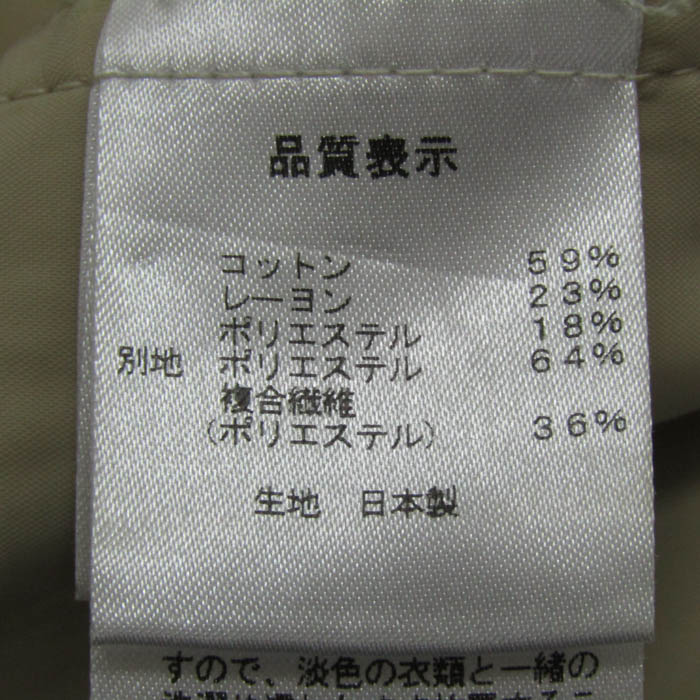 品質表示
コットン 59%
レーヨン 23%
ポリエステル 18%
別地 ポリエステル 64%
複合繊維
(ポリエステル) 36%
生地 日本製
すので、淡色の衣類と一緒の